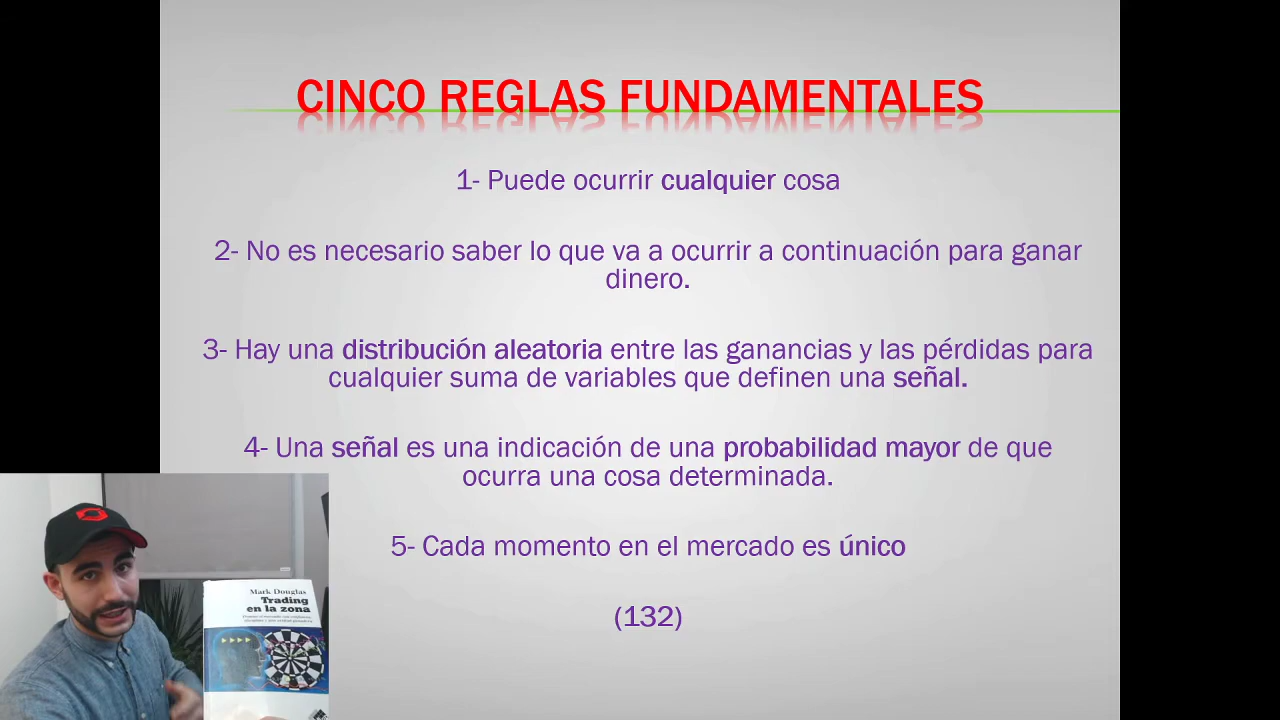 CINCO REGLAS FUNDAMENTALES
1- Puede ocurrir cualquier cosa
2- No es necesario saber lo que va a ocurrir a continuación para ganar
dinero.
3- Hay una distribución aleatoria entre las ganancias y las pérdidas para
cualquier suma de variables que definen una señal.
4- Una señal es una indicación de una probabilidad mayor de que
ocurra una cosa determinada.
5- Cada momento en el mercado es único
(132)
Mark Douglas
Trading
en la zona